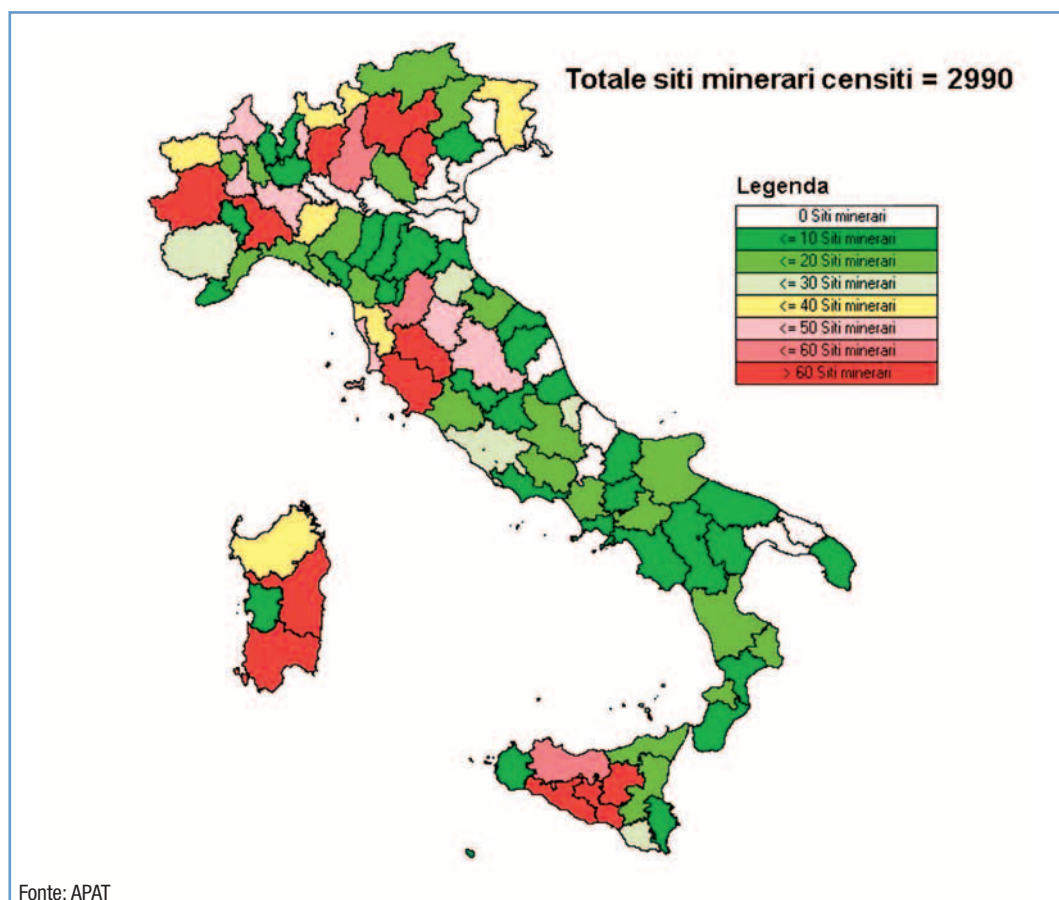 Totale siti minerari censiti = 2990
Legenda
0 Siti minerari
<= 10 Siti minerari
<= 20 Siti minerari
<= 30 Siti minerari
<= 40 Siti minerari
<= 50 Siti minerari
<= 60 Siti minerari
> 60 Siti minerari
Fonte: APAT